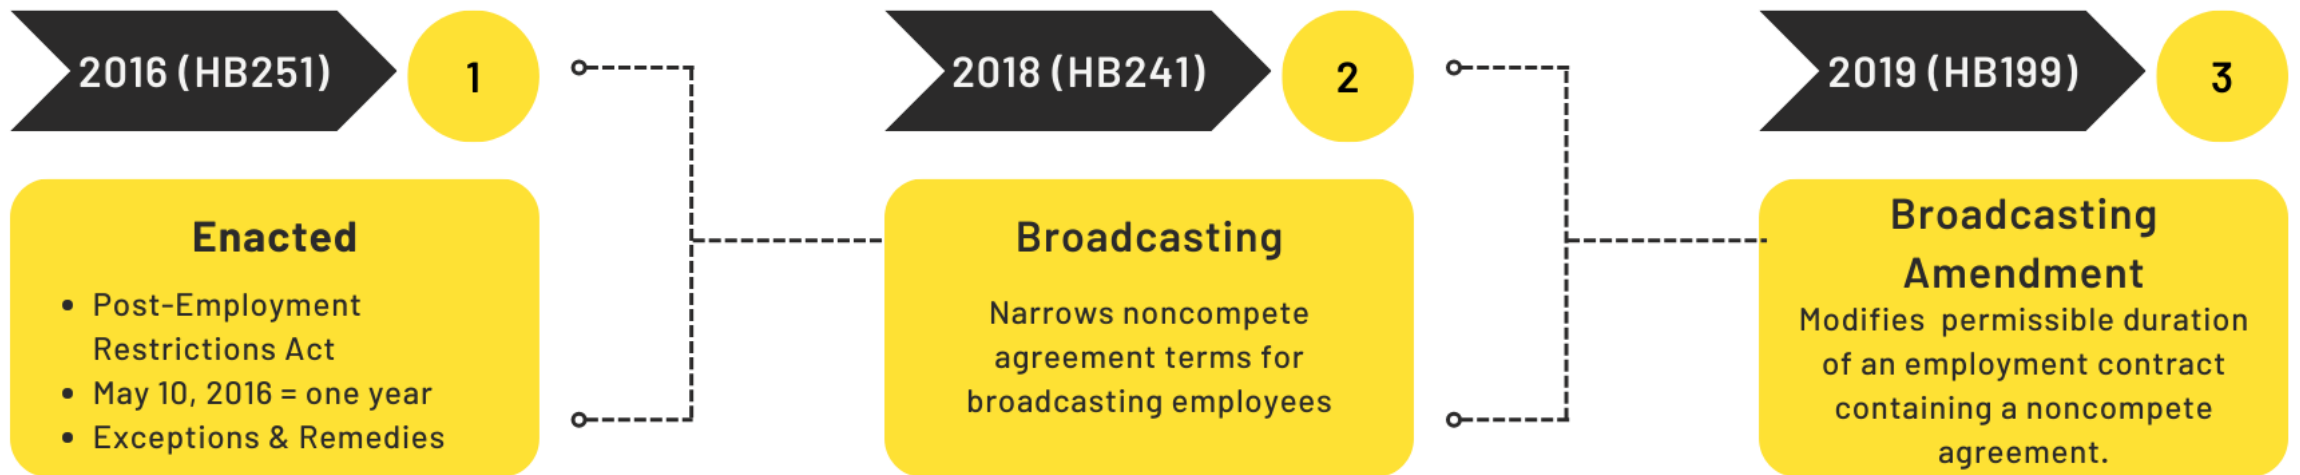 2016 (HB251)
1
Enacted
• Post-Employment
Restrictions Act
• May 10, 2016 = one year
• Exceptions & Remedies
2018 (HB241)
2
Broadcasting
Narrows noncompete
agreement terms for
broadcasting employees
2019 (HB199)
3
Broadcasting
Amendment
Modifies permissible duration
of an employment contract
containing a noncompete
agreement.